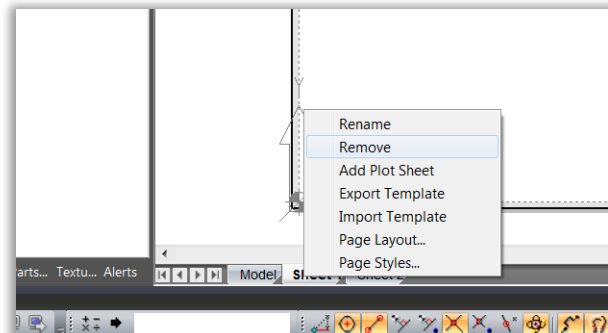 Rename
Remove
Add Plot Sheet
Export Template
Import Template
Page Layout...
Page Styles...
arts... Textu... Alerts
Model Sheet